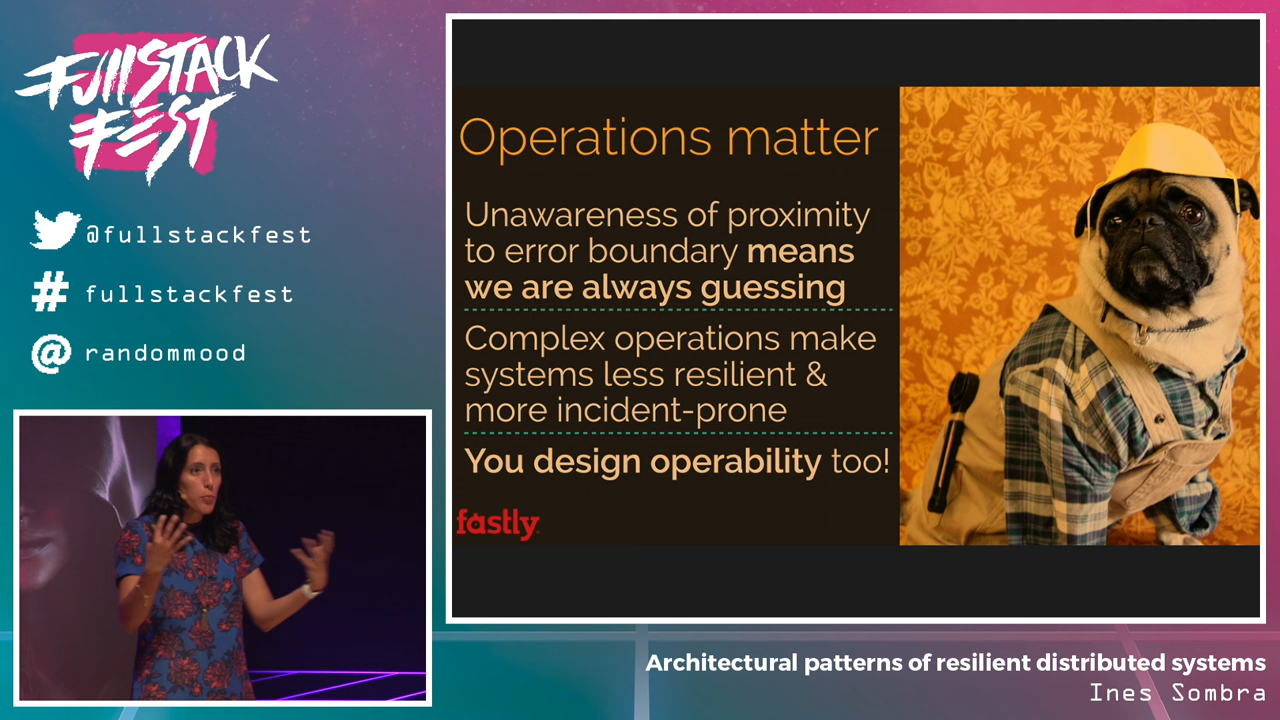 FullSTACK
FEST
@fullstackfest
# fullstackfest
@ randommood
Operations matter
Unawareness of proximity
to error boundary means
we are always guessing
Complex operations make
systems less resilient &
more incident-prone
You design operability too!
fastly
Architectural patterns of resilient distributed systems
Ines Sombra